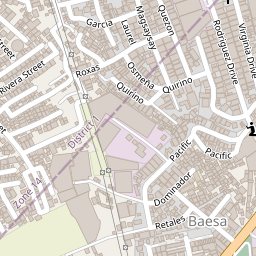 Garcia
Laurel
Magsaysay
Quezon
Virginia Drive
Rodriguez Drive
Rivera Street
Roxas
Osmeña
Quirino
Quirino
District 1
Pacific
Pacific
Zone 14
Dominador
Retales
Baesa